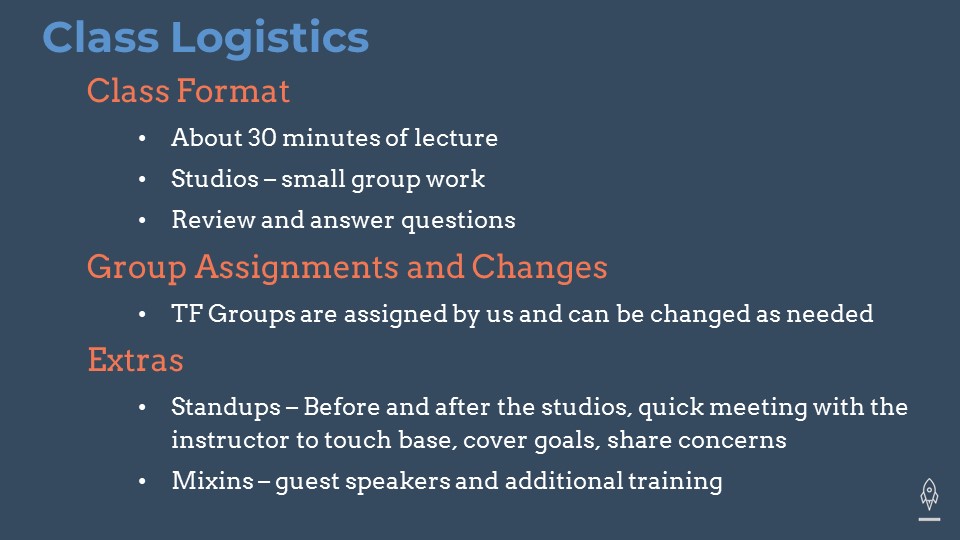 Class Logistics
Class Format
• About 30 minutes of lecture
• Studios – small group work
• Review and answer questions
Group Assignments and Changes
• TF Groups are assigned by us and can be changed as needed
Extras
• Standups – Before and after the studios, quick meeting with the
instructor to touch base, cover goals, share concerns
• Mixins – guest speakers and additional training